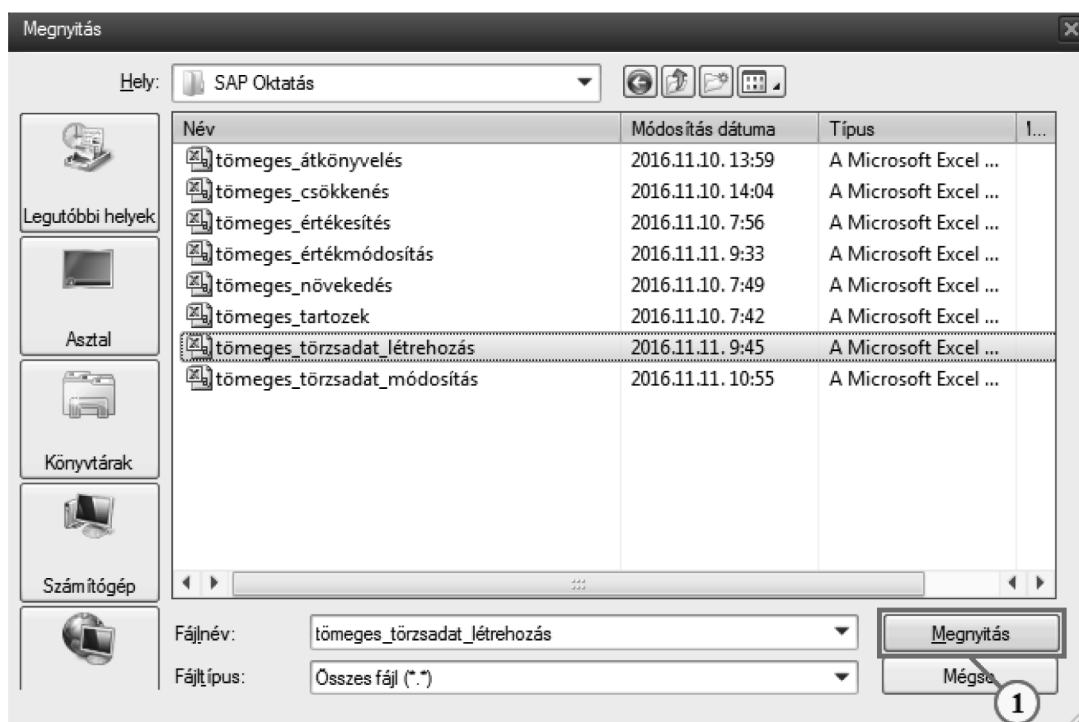 Megnyitás
Hely: SAP Oktatás
Név Módosítás dátuma Típus
tömeges_átkönyvelés 2016.11.10. 13:59 A Microsoft Excel ...
tömeges_csökkenés 2016.11.10. 14:04 A Microsoft Excel ...
tömeges_értékesítés 2016.11.10. 7:56 A Microsoft Excel ...
tömeges_értékmódosítás 2016.11.11. 9:33 A Microsoft Excel ...
tömeges_növekedés 2016.11.10. 7:49 A Microsoft Excel ...
tömeges_tartozek 2016.11.10. 7:42 A Microsoft Excel ...
tömeges_törzsadat_létrehozás 2016.11.11. 9:45 A Microsoft Excel ...
tömeges_törzsadat_módosítás 2016.11.11. 10:55 A Microsoft Excel ...
Legutóbbi helyek
Asztal
Könyvtárak
Számítógép
Fájlnév: tömeges_törzsadat_létrehozás Megnyitás
Fájltípus: Összes fájl (*.*)
1